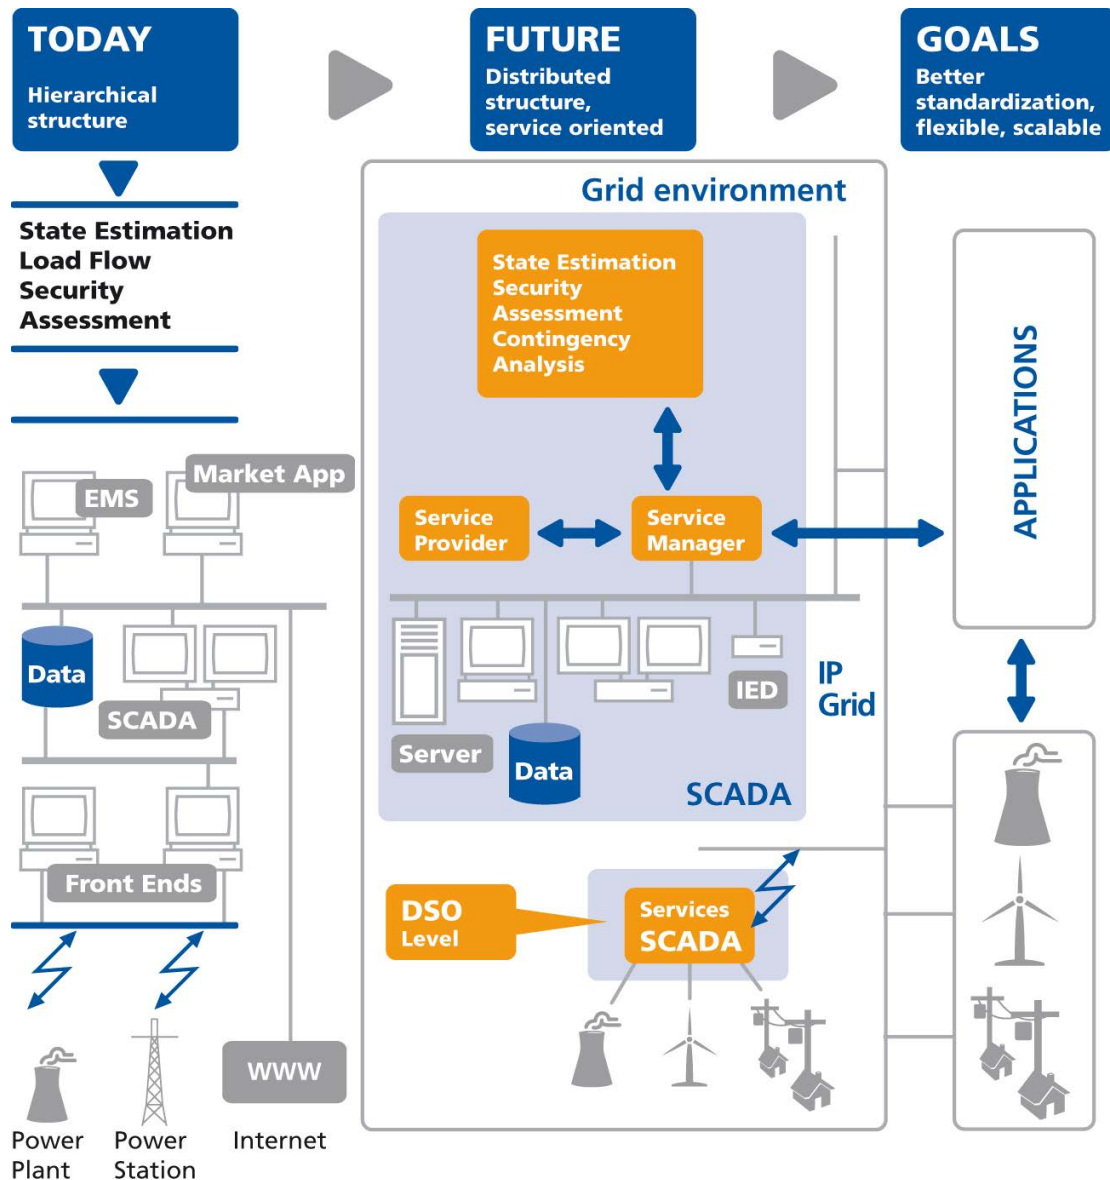 TODAY
Hierarchical
structure
FUTURE
Distributed
structure,
service oriented
GOALS
Better
standardization,
flexible, scalable
State Estimation
Load Flow
Security
Assessment
EMS
Market App
Data
SCADA
Front Ends
WWW
Power
Plant
Power
Station
Internet
Grid environment
State Estimation
Security
Assessment
Contingency
Analysis
Service
Provider
Service
Manager
IED
IP
Grid
Server
Data
SCADA
DSO
Level
Services
SCADA
APPLICATIONS